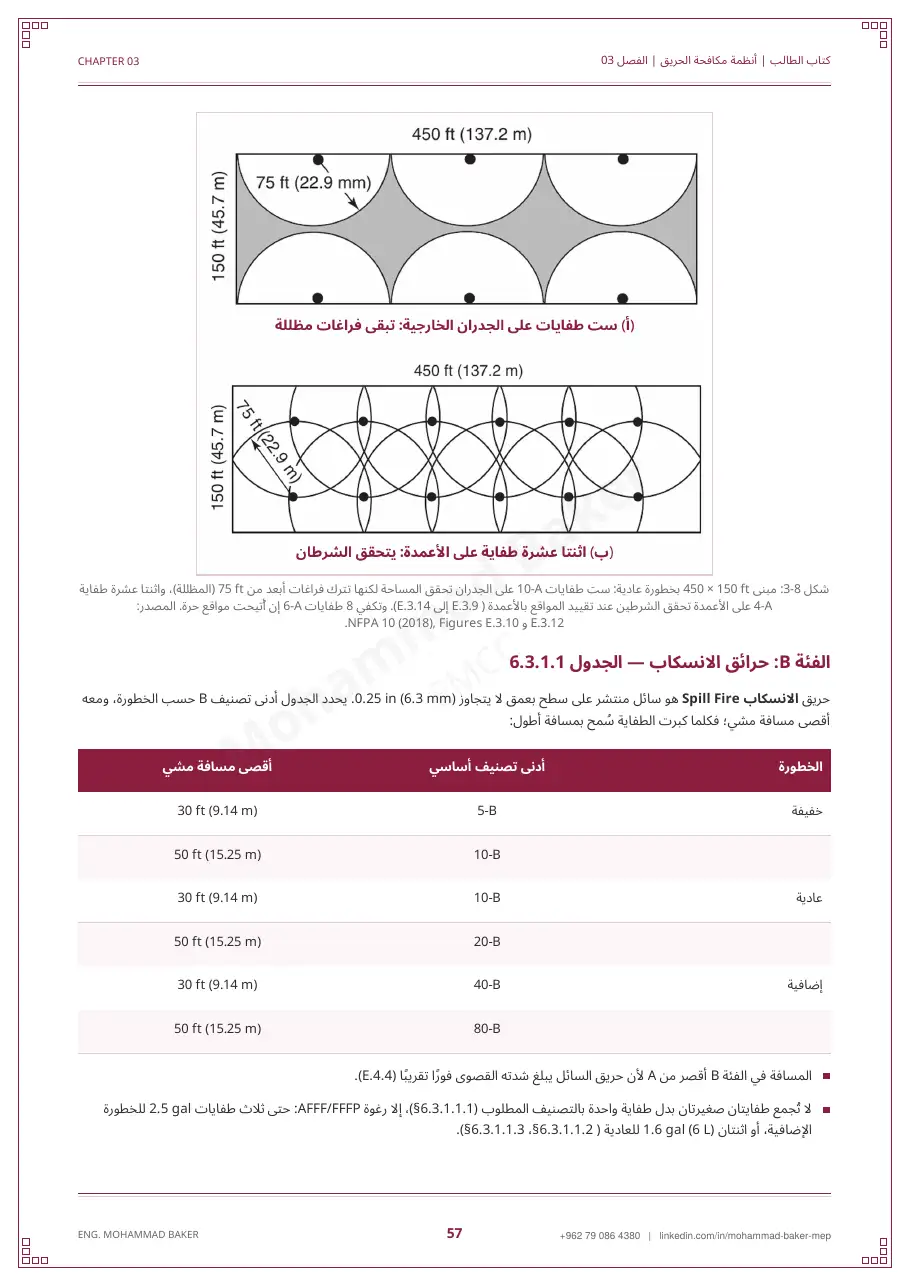 كتاب الطالب | أنظمة مكافحة الحريق | الفصل 03
CHAPTER 03
450 ft (137.2 m)
75 ft (22.9 mm)
150 ft (45.7 m)
(أ) ست طفايات على الجدران الخارجية: تبقى فراغات مظللة
450 ft (137.2 m)
75 ft (22.9 m)
150 ft (45.7 m)
(ب) اثنتا عشرة طفاية على الأعمدة: يتحقق الشرطان
شكل 3-8: مبنى 450 × 150 ft بخطورة عادية: ست طفايات 10-A على الجدران تحقق المساحة لكنها تترك فراغات أبعد من 75 ft (المظللة)، واثنتا عشرة طفاية
4-A على الأعمدة تحقق الشرطين عند تقييد المواقع بالأعمدة (E.3.9 إلى E.3.14). وتكفي 8 طفايات 6-A إن أُتيحت مواقع حرة. المصدر:
NFPA 10 (2018), Figures E.3.10 و E.3.12.
الفئة B: حرائق الانسكاب — الجدول 6.3.1.1
حريق الانسكاب Spill Fire هو سائل منتشر على سطح بعمق لا يتجاوز 0.25 in (6.3 mm). يحدد الجدول أدنى تصنيف B حسب الخطورة، ومعه
أقصى مسافة مشي؛ فكلما كبرت الطفاية سُمح بمسافة أطول:
الخطورة أدنى تصنيف أساسي أقصى مسافة مشي
خفيفة 5-B 30 ft (9.14 m)
10-B 50 ft (15.25 m)
عادية 10-B 30 ft (9.14 m)
20-B 50 ft (15.25 m)
إضافية 40-B 30 ft (9.14 m)
80-B 50 ft (15.25 m)
المسافة في الفئة B أقصر من A لأن حريق السائل يبلغ شدته القصوى فورًا تقريبًا (E.4.4).
لا تُجمع طفايتان صغيرتان بدل طفاية واحدة بالتصنيف المطلوب (§6.3.1.1.1)، إلا رغوة AFFF/FFFP: حتى ثلاث طفايات 2.5 gal للخطورة
الإضافية، أو اثنتان 1.6 gal (6 L) للعادية (§6.3.1.1.2، §6.3.1.1.3).
ENG. MOHAMMAD BAKER
57
+962 79 086 4380 | linkedin.com/in/mohammad-baker-mep